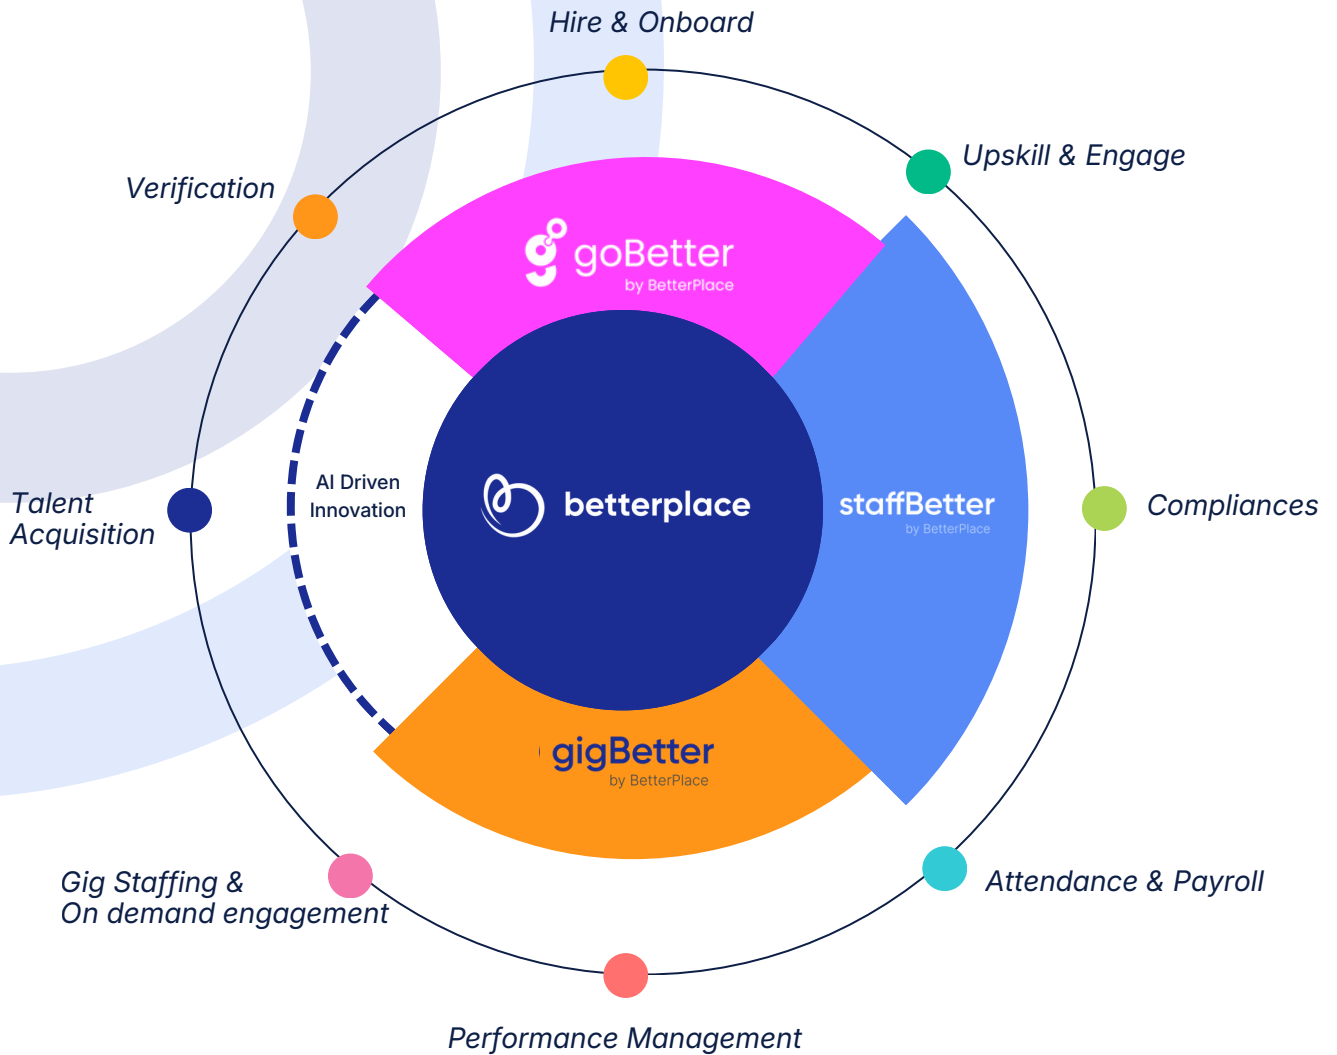 Hire & Onboard
Upskill & Engage
Verification
goBetter
by BetterPlace
AI Driven
Innovation
betterplace
staffBetter
by BetterPlace
Compliances
Talent
Acquisition
gigBetter
by BetterPlace
Gig Staffing &
On demand engagement
Attendance & Payroll
Performance Management